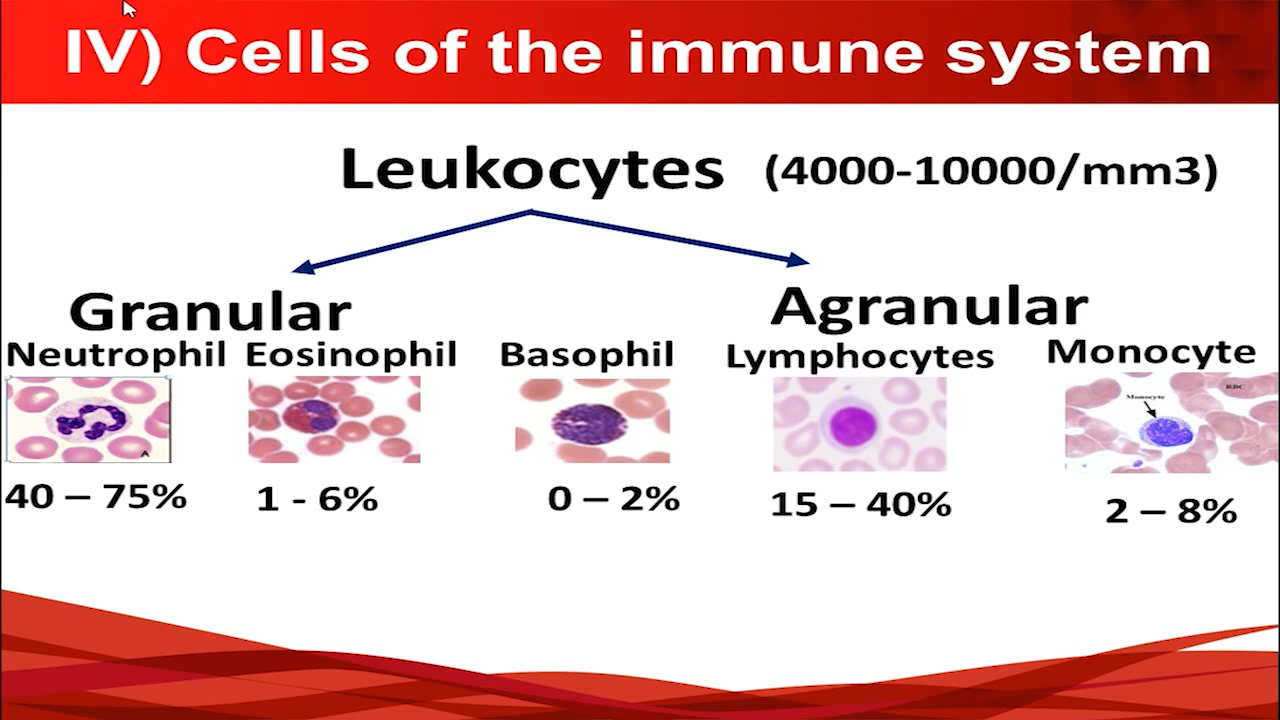 IV) Cells of the immune system
Leukocytes (4000-10000/mm3)
Granular
Agranular
Neutrophil
Eosinophil
Basophil
Lymphocytes
Monocyte
A
Monocyte
RBC
40 – 75%
1 - 6%
0 – 2%
15 – 40%
2 – 8%